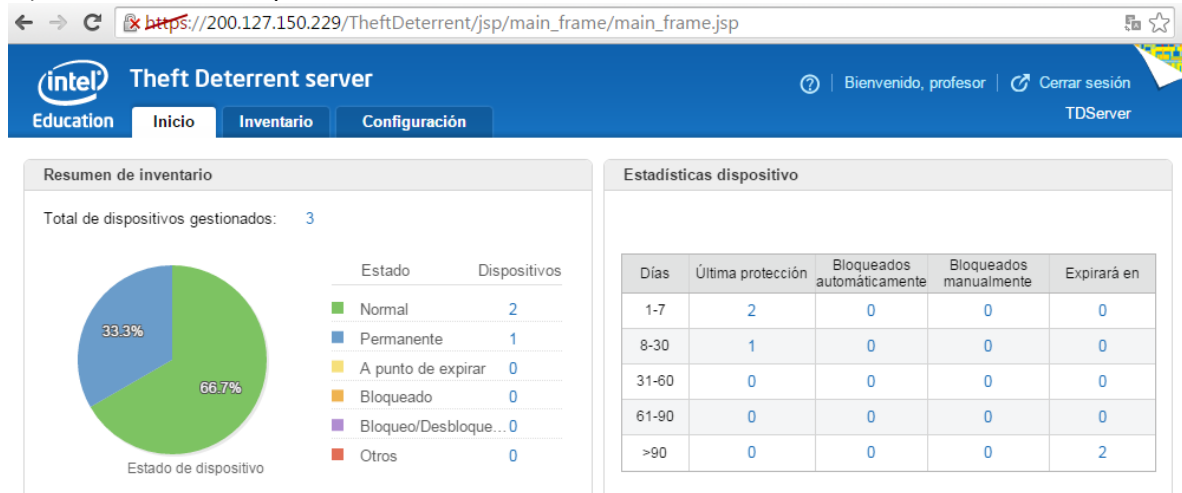 https://200.127.150.229/TheftDeterrent/jsp/main_frame/main_frame.jsp
intel Theft Deterrent server
Bienvenido, profesor | Cerrar sesión
Education Inicio Inventario Configuración TDServer
Resumen de inventario
Total de dispositivos gestionados: 3
Estado Dispositivos
Normal 2
Permanente 1
A punto de expirar 0
Bloqueado 0
Bloqueo/Desbloque... 0
Otros 0
33.3%
66.7%
Estado de dispositivo
Estadísticas dispositivo
Días Última protección Bloqueados automáticamente Bloqueados manualmente Expirará en
1-7 2 0 0 0
8-30 1 0 0 0
31-60 0 0 0 0
61-90 0 0 0 0
>90 0 0 0 2